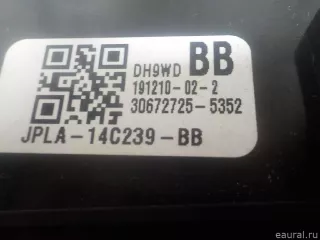 DH9WD BB
191210-02-2
30672725-5352
JPLA-14C239-BB
eaural.ru